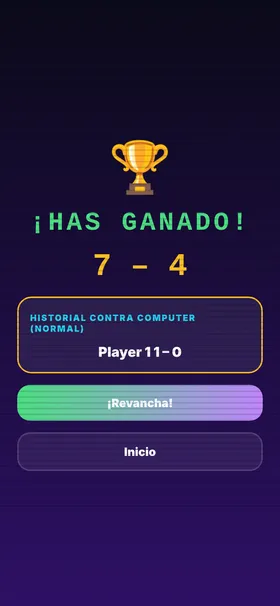 ¡HAS GANADO!
7 – 4
HISTORIAL CONTRA COMPUTER
(NORMAL)
Player 1 1–0
¡Revancha!
Inicio